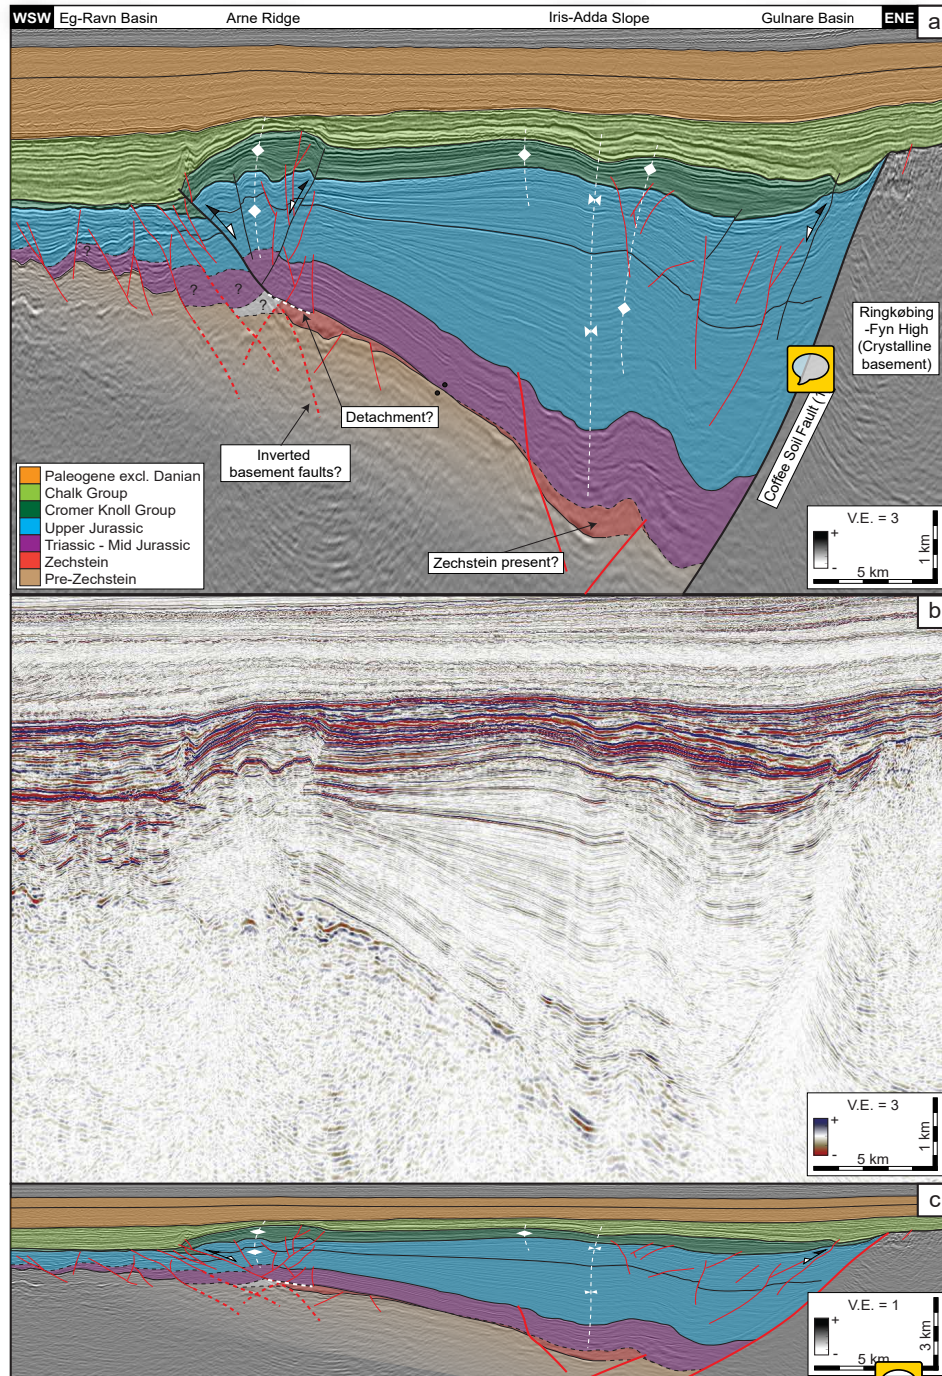 WSW Eg-Ravn Basin Arne Ridge Iris-Adda Slope Gulnare Basin ENE a
?
? ?
?
Ringkøbing
-Fyn High
(Crystalline
basement)
Detachment?
Inverted
basement faults?
Coffee Soil Fault
Zechstein present?
Paleogene excl. Danian
Chalk Group
Cromer Knoll Group
Upper Jurassic
Triassic - Mid Jurassic
Zechstein
Pre-Zechstein
V.E. = 3
+
-
5 km
1 km
b
V.E. = 3
+
-
5 km
1 km
c
V.E. = 1
+
-
5 km
3 km